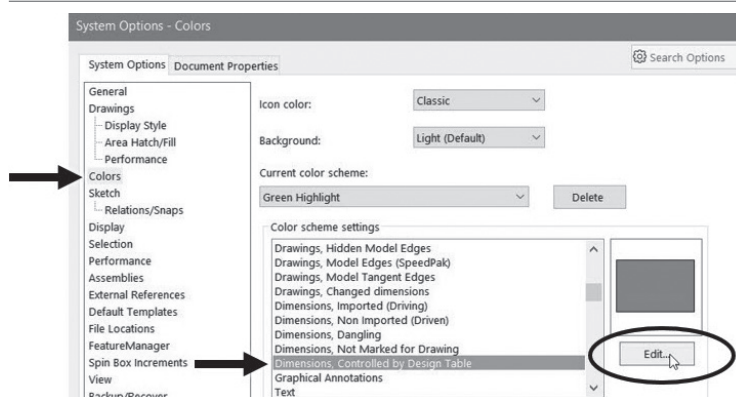 System Options - Colors
System Options Document Properties
Search Options
General
Drawings
Display Style
Area Hatch/Fill
Performance
Colors
Sketch
Relations/Snaps
Display
Selection
Performance
Assemblies
External References
Default Templates
File Locations
FeatureManager
Spin Box Increments
View
Backup/Recover
Icon color: Classic
Background: Light (Default)
Current color scheme:
Green Highlight Delete
Color scheme settings
Drawings, Hidden Model Edges
Drawings, Model Edges (SpeedPak)
Drawings, Model Tangent Edges
Drawings, Changed dimensions
Dimensions, Imported (Driving)
Dimensions, Non Imported (Driven)
Dimensions, Dangling
Dimensions, Not Marked for Drawing
Dimensions, Controlled by Design Table
Graphical Annotations
Text
Edit...